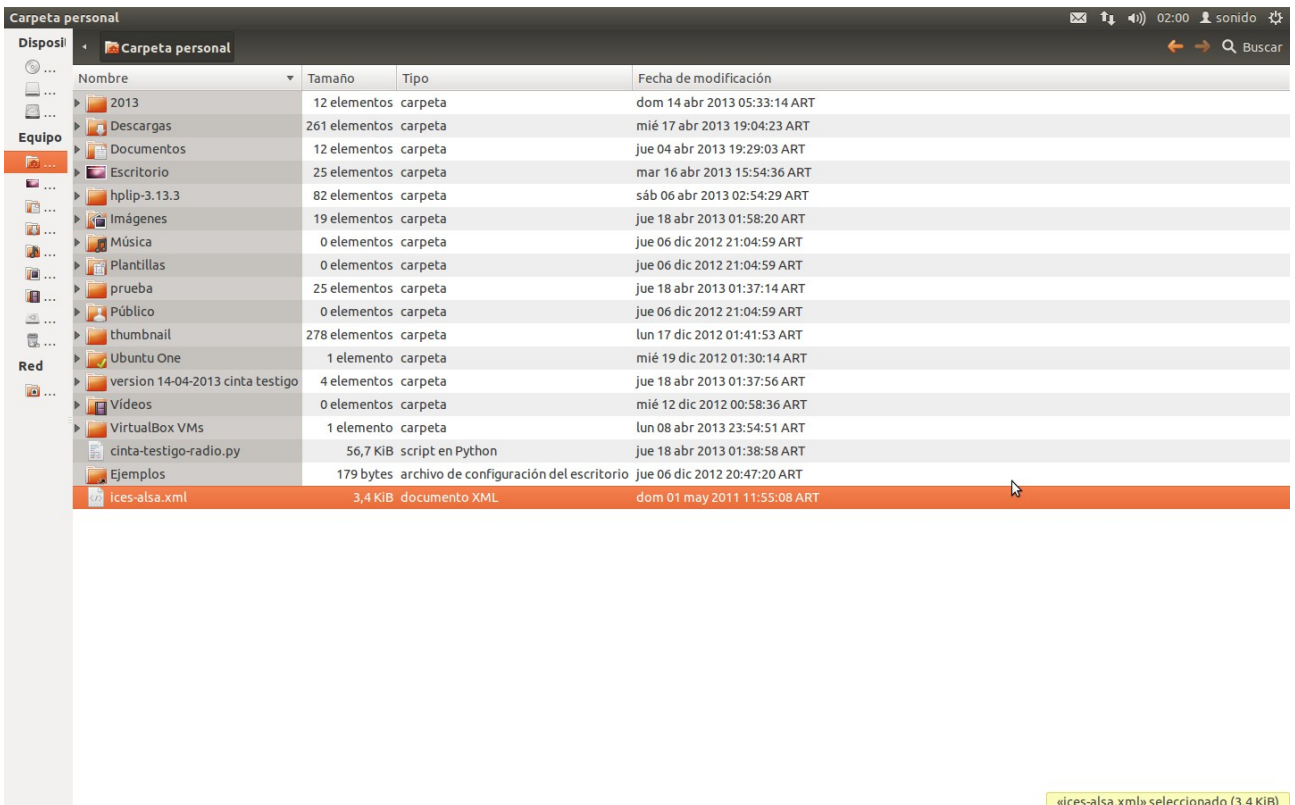 Carpeta personal 02:00 sonido
Disposi
Carpeta personal Buscar
Nombre Tamaño Tipo Fecha de modificación
2013 12 elementos carpeta dom 14 abr 2013 05:33:14 ART
Descargas 261 elementos carpeta mié 17 abr 2013 19:04:23 ART
Equipo
Documentos 12 elementos carpeta jue 04 abr 2013 19:29:03 ART
Escritorio 25 elementos carpeta mar 16 abr 2013 15:54:36 ART
hplip-3.13.3 82 elementos carpeta sáb 06 abr 2013 02:54:29 ART
Imágenes 19 elementos carpeta jue 18 abr 2013 01:58:20 ART
Música 0 elementos carpeta jue 06 dic 2012 21:04:59 ART
Plantillas 0 elementos carpeta jue 06 dic 2012 21:04:59 ART
prueba 25 elementos carpeta jue 18 abr 2013 01:37:14 ART
Público 0 elementos carpeta jue 06 dic 2012 21:04:59 ART
thumbnail 278 elementos carpeta lun 17 dic 2012 01:41:53 ART
Ubuntu One 1 elemento carpeta mié 19 dic 2012 01:30:14 ART
Red
version 14-04-2013 cinta testigo 4 elementos carpeta jue 18 abr 2013 01:37:56 ART
Vídeos 0 elementos carpeta mié 12 dic 2012 00:58:36 ART
VirtualBox VMs 1 elemento carpeta lun 08 abr 2013 23:54:51 ART
cinta-testigo-radio.py 56,7 KiB script en Python jue 18 abr 2013 01:38:58 ART
Ejemplos 179 bytes archivo de configuración del escritorio jue 06 dic 2012 20:47:20 ART
ices-alsa.xml 3,4 KiB documento XML dom 01 may 2011 11:55:08 ART
«ices-alsa.xml» seleccionado (3,4 KiB)